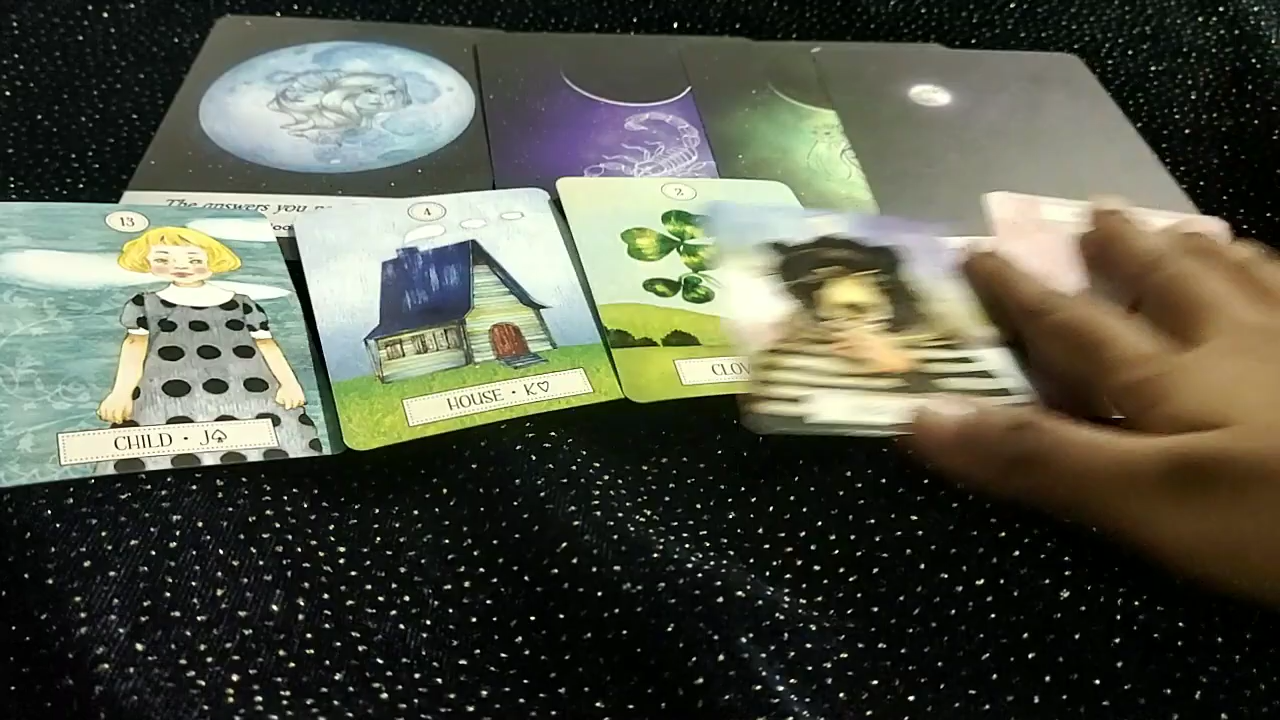 The answers you
13
CHILD • J♤
4
HOUSE • K♡
2
CLOV